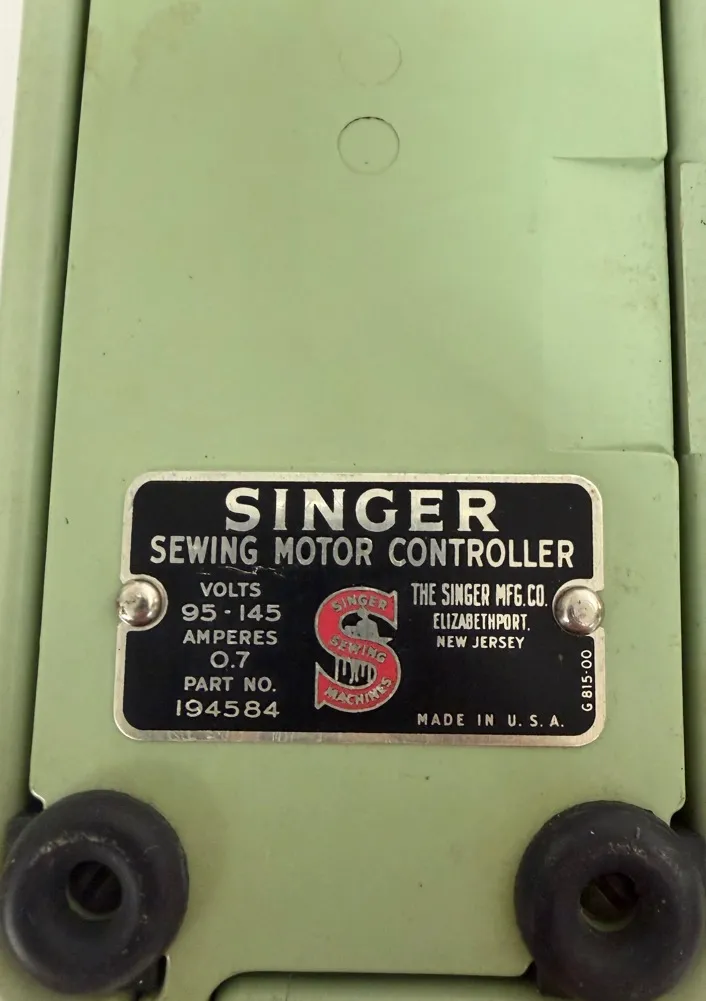 SINGER
SEWING MOTOR CONTROLLER
VOLTS
95-145
AMPERES
0.7
PART NO.
194584
SINGER
SEWING
MACHINES
THE SINGER MFG. CO.
ELIZABETHPORT,
NEW JERSEY
MADE IN U. S. A.
G 815-00